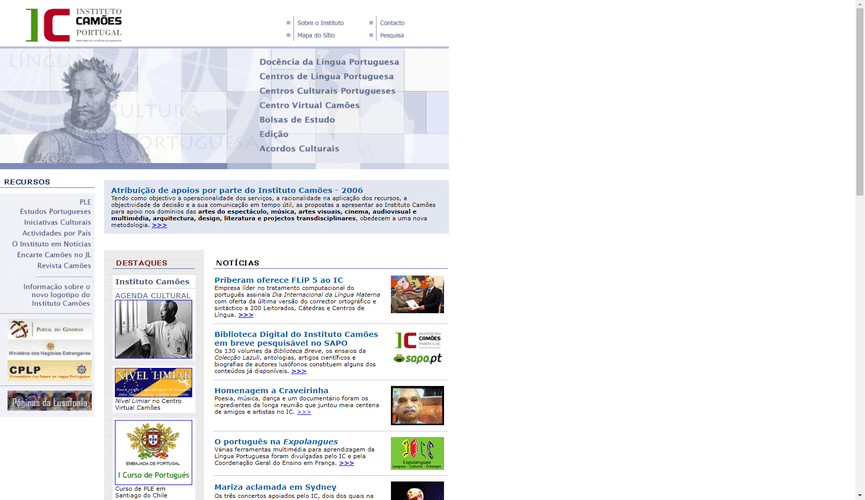 INSTITUTO
CAMÕES
PORTUGAL
Sobre o Instituto
Contacto
Mapa do Sítio
Pesquisa
LÍNGUA
CULTURA
PORTUGUESA
Docência da Língua Portuguesa
Centros de Língua Portuguesa
Centros Culturais Portugueses
Centro Virtual Camões
Bolsas de Estudo
Edição
Acordos Culturais
RECURSOS
PLE
Estudos Portugueses
Iniciativas Culturais
Actividades por País
O Instituto em Notícias
Encarte Camões no JL
Revista Camões
Informação sobre o
novo logotipo do
Instituto Camões
PORTAL DO GOVERNO
Ministério dos Negócios Estrangeiros
CPLP
Comunidade dos Países de Língua Portuguesa
Páginas da Lusofonia
Atribuição de apoios por parte do Instituto Camões - 2006
Tendo como objectivo a operacionalidade dos serviços, a racionalidade na aplicação dos recursos, a
objectividade da decisão e a sua comunicação em tempo útil, as propostas a apresentar ao Instituto Camões
para apoio nos domínios das artes do espectáculo, música, artes visuais, cinema, audiovisual e
multimédia, arquitectura, design, literatura e projectos transdisciplinares, obedecem a uma nova
metodologia. >>>
DESTAQUES
Instituto Camões
AGENDA CULTURAL
NÍVEL LIMIAR
Nível Limiar no Centro
Virtual Camões
EMBAIXADA DE PORTUGAL
I Curso de Portugués
Curso de PLE em
Santiago do Chile
NOTÍCIAS
Priberam oferece FLiP 5 ao IC
Empresa líder no tratamento computacional do
português assinala Dia Internacional da Língua Materna
com oferta da última versão do corrector ortográfico e
sintáctico a 200 Leitorados, Cátedras e Centros de
Língua. >>>
Biblioteca Digital do Instituto Camões
em breve pesquisável no SAPO
Os 130 volumes da Biblioteca Breve, os ensaios da
Colecção Lazuli, antologias, artigos científicos e
biografias de autores lusófonos constituem alguns dos
conteúdos já disponíveis. >>>
INSTITUTO
CAMÕES
PORTUGAL
sapo.pt
Homenagem a Craveirinha
Poesia, música, dança e um documentário foram os
ingredientes da longa reunião que juntou meia centena
de amigos e artistas no IC. >>>
O português na Expolangues
Várias ferramentas multimédia para aprendizagem da
Língua Portuguesa foram divulgadas pelo IC e pela
Coordenação Geral do Ensino em França. >>>
Expolangues
Mariza aclamada em Sydney
Os três concertos apoiados pelo IC, dois dos quais na